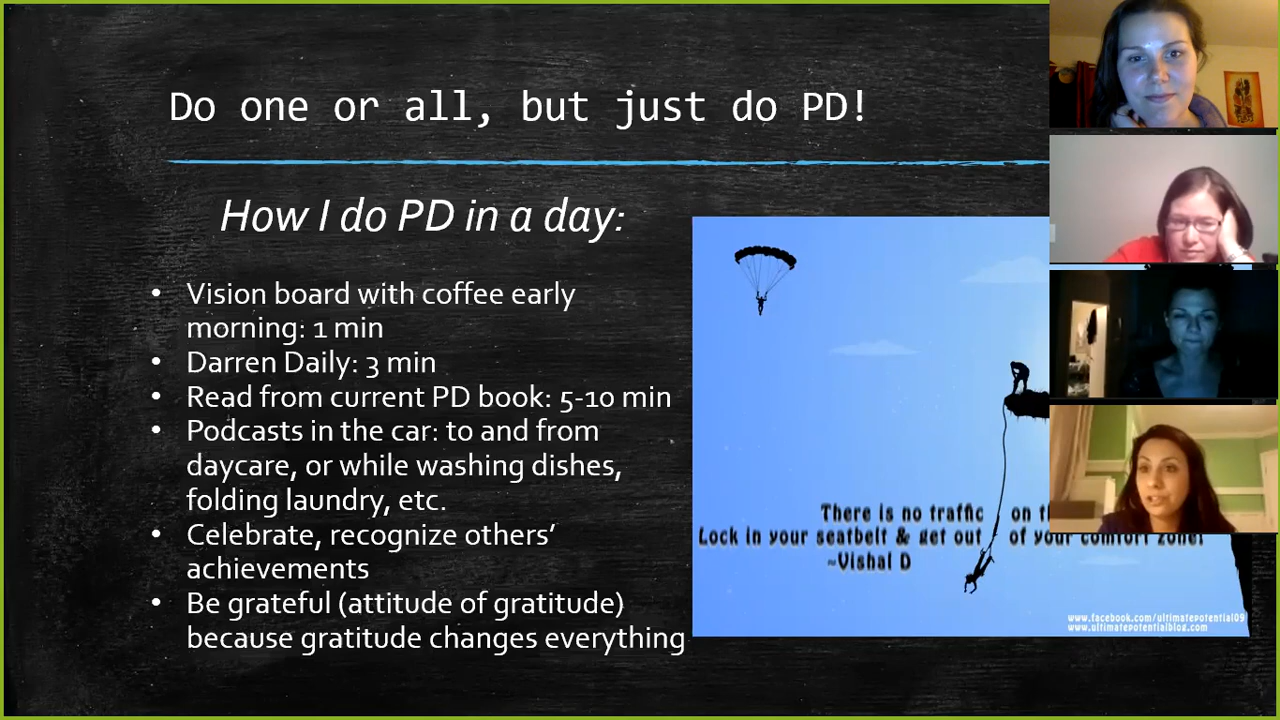 Do one or all, but just do PD!
How I do PD in a day:
• Vision board with coffee early
morning: 1 min
• Darren Daily: 3 min
• Read from current PD book: 5-10 min
• Podcasts in the car: to and from
daycare, or while washing dishes,
folding laundry, etc.
• Celebrate, recognize others’
achievements
• Be grateful (attitude of gratitude)
because gratitude changes everything
There is no traffic on
Lock in your seatbelt & get out of your comfort zone!
~Vishal D
www.facebook.com/ultimatepotential09
www.ultimatepotentialblog.com